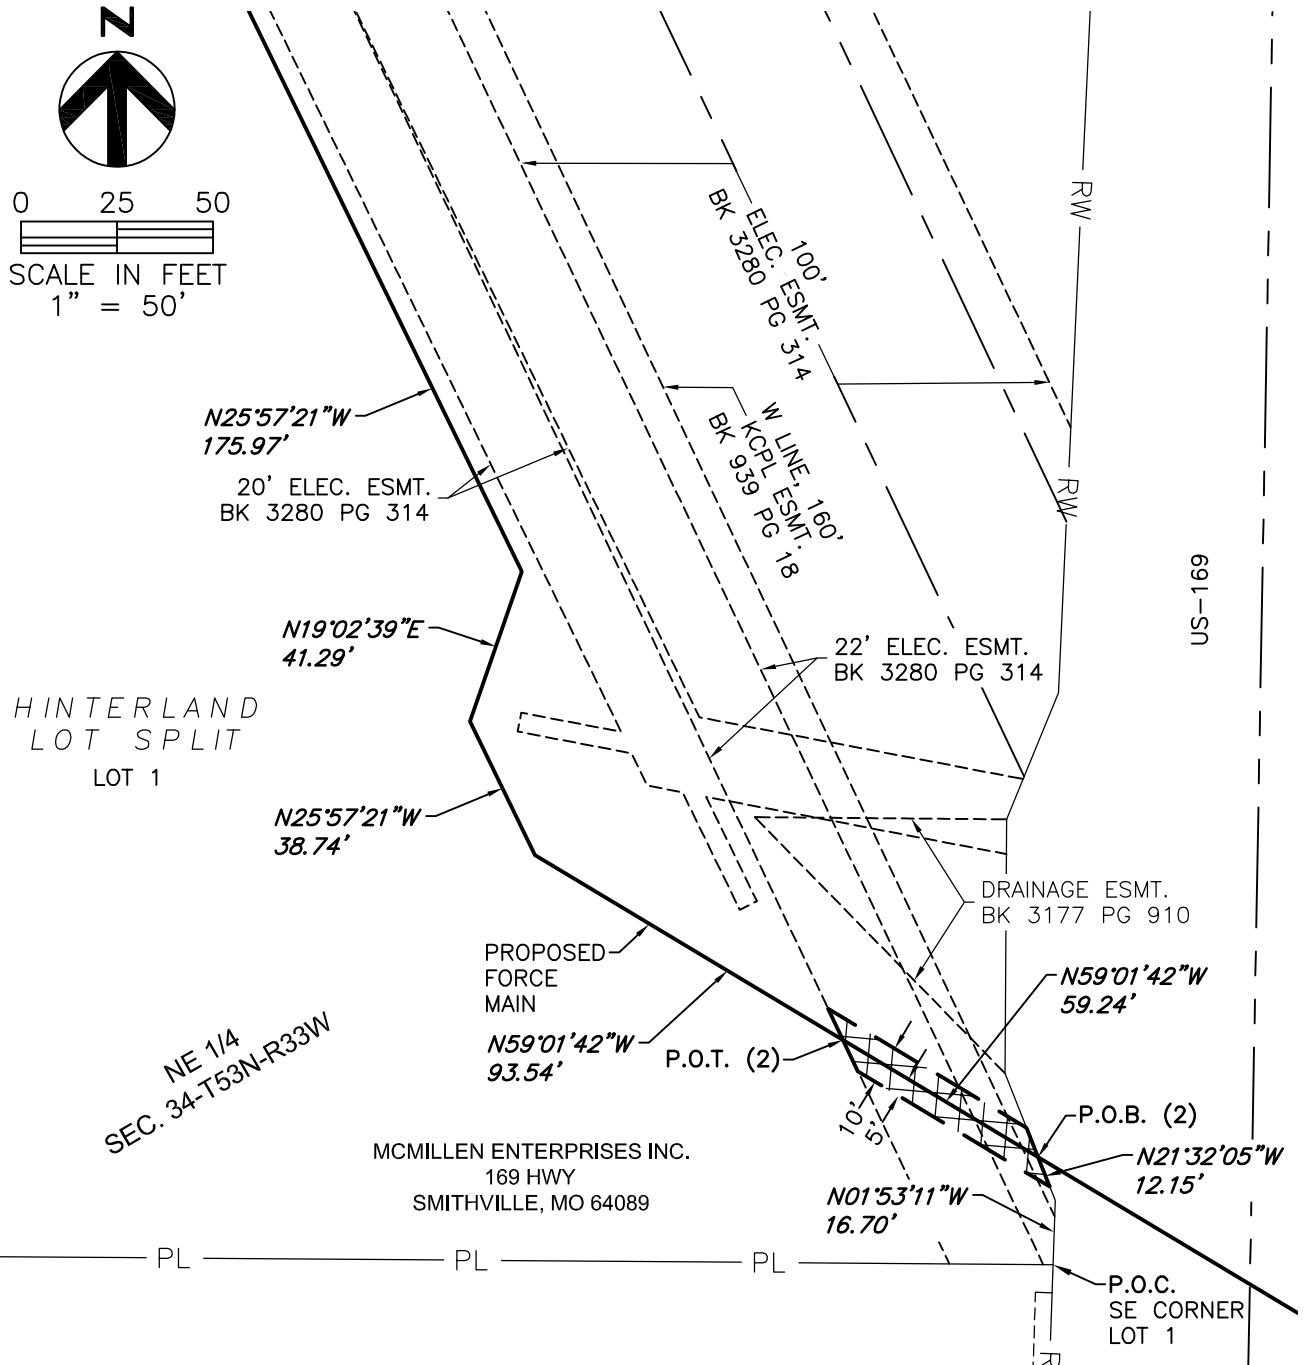 N
0 25 50
SCALE IN FEET
1" = 50'
RW
100'
ELEC. ESMT.
BK 3280 PG 314
N25°57'21"W
175.97'
W LINE, 160'
KCPL ESMT.
BK 939 PG 18
20' ELEC. ESMT.
BK 3280 PG 314
RW
US-169
N19°02'39"E
41.29'
22' ELEC. ESMT.
BK 3280 PG 314
HINTERLAND
LOT SPLIT
LOT 1
N25°57'21"W
38.74'
DRAINAGE ESMT.
BK 3177 PG 910
PROPOSED
FORCE
MAIN
N59°01'42"W
59.24'
N59°01'42"W
93.54'
P.O.T. (2)
NE 1/4
SEC. 34-T53N-R33W
10'
5'
P.O.B. (2)
MCMILLEN ENTERPRISES INC.
169 HWY
SMITHVILLE, MO 64089
N21°32'05"W
12.15'
N01°53'11"W
16.70'
PL
PL
PL
P.O.C.
SE CORNER
LOT 1
R